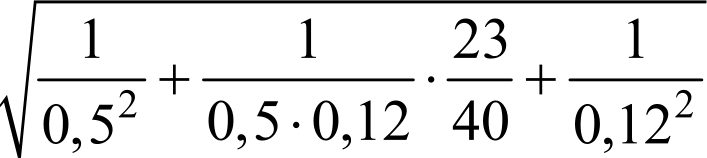 √(1/0,5² + 1/(0,5·0,12) · 23/40 + 1/0,12²)